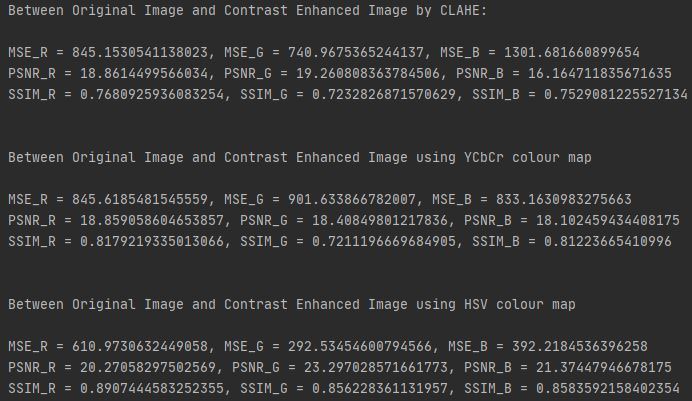 Between Original Image and Contrast Enhanced Image by CLAHE:
MSE_R = 845.1530541138023, MSE_G = 740.9675365244137, MSE_B = 1301.681660899654
PSNR_R = 18.8614499566034, PSNR_G = 19.260808363784506, PSNR_B = 16.164711835671635
SSIM_R = 0.7680925936083254, SSIM_G = 0.7232826871570629, SSIM_B = 0.7529081225527134
Between Original Image and Contrast Enhanced Image using YCbCr colour map
MSE_R = 845.6185481545559, MSE_G = 901.633866782007, MSE_B = 833.1630983275663
PSNR_R = 18.859058604653857, PSNR_G = 18.40849801217836, PSNR_B = 18.102459434408175
SSIM_R = 0.8179219335013066, SSIM_G = 0.7211196669684905, SSIM_B = 0.81223665410996
Between Original Image and Contrast Enhanced Image using HSV colour map
MSE_R = 610.9730632449058, MSE_G = 292.53454600794566, MSE_B = 392.2184536396258
PSNR_R = 20.27058297502569, PSNR_G = 23.297028571661773, PSNR_B = 21.37447946678175
SSIM_R = 0.8907444583252355, SSIM_G = 0.856228361131957, SSIM_B = 0.8583592158402354